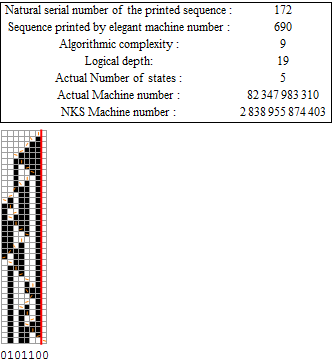 Natural serial number of the printed sequence : 172
Sequence printed by elegant machine number : 690
Algorithmic complexity : 9
Logical depth: 19
Actual Number of states : 5
Actual Machine number : 82 347 983 310
NKS Machine number : 2 838 955 874 403
0101100